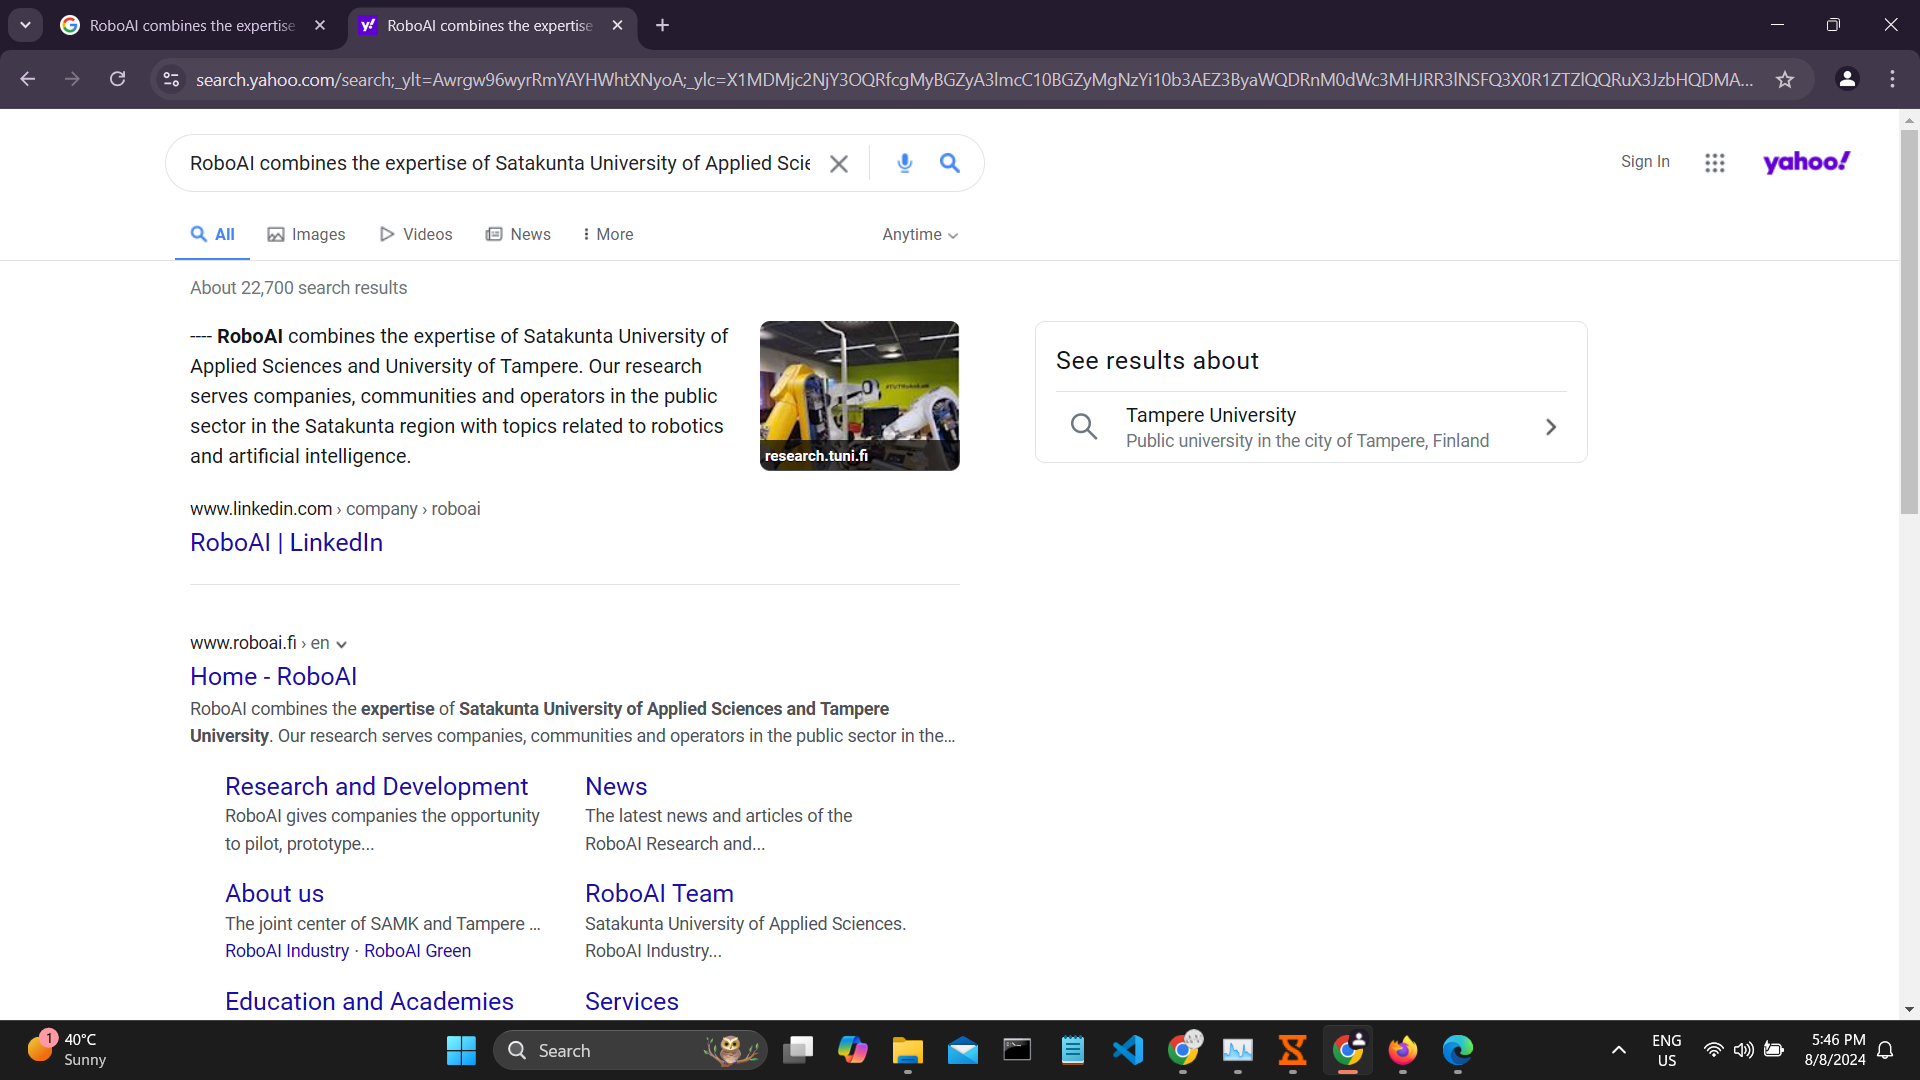 RoboAI combines the expertise
RoboAI combines the expertise
search.yahoo.com/search;_ylt=Awrgw96wyrRmYAYHWhtXNyoA;_ylc=X1MDMjc2NjY3OQRfcgMyBGZyA3lmcC10BGZyMgNzYi10b3AEZ3ByaWQDRnM0dWc3MHJRR3lNSFQ3X0R1ZTZlQQRuX3JzbHQDMA...
RoboAI combines the expertise of Satakunta University of Applied Scie
Sign In
yahoo!
All
Images
Videos
News
More
Anytime
About 22,700 search results
---- RoboAI combines the expertise of Satakunta University of
Applied Sciences and University of Tampere. Our research
serves companies, communities and operators in the public
sector in the Satakunta region with topics related to robotics
and artificial intelligence.
research.tuni.fi
See results about
Tampere University
Public university in the city of Tampere, Finland
www.linkedin.com › company › roboai
RoboAI | LinkedIn
www.roboai.fi › en
Home - RoboAI
RoboAI combines the expertise of Satakunta University of Applied Sciences and Tampere
University. Our research serves companies, communities and operators in the public sector in the...
Research and Development
RoboAI gives companies the opportunity
to pilot, prototype...
News
The latest news and articles of the
RoboAI Research and...
About us
The joint center of SAMK and Tampere ...
RoboAI Industry · RoboAI Green
RoboAI Team
Satakunta University of Applied Sciences.
RoboAI Industry...
Education and Academies
Services
1
40°C
Sunny
Search
ENG
US
5:46 PM
8/8/2024